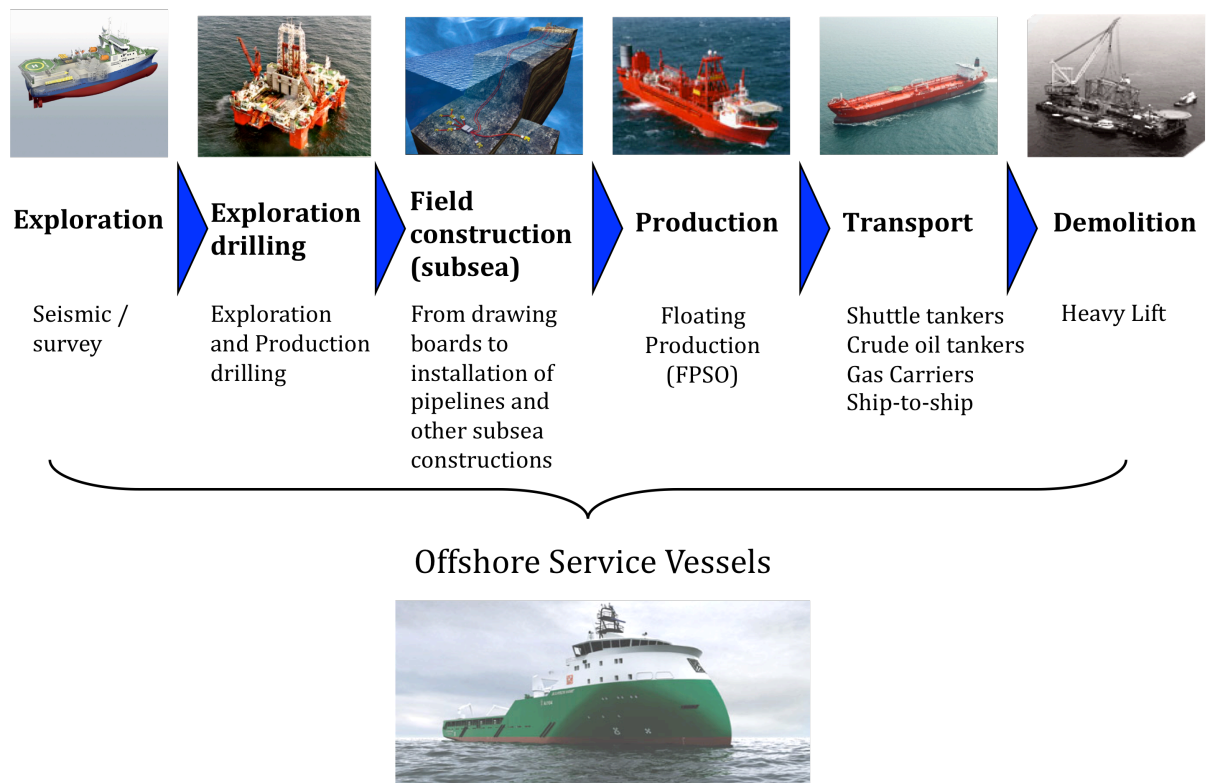 Exploration
Seismic /
survey
Exploration
drilling
Exploration
and Production
drilling
Field
construction
(subsea)
From drawing
boards to
installation of
pipelines and
other subsea
constructions
Production
Floating
Production
(FPSO)
Transport
Shuttle tankers
Crude oil tankers
Gas Carriers
Ship-to-ship
Demolition
Heavy Lift
Offshore Service Vessels